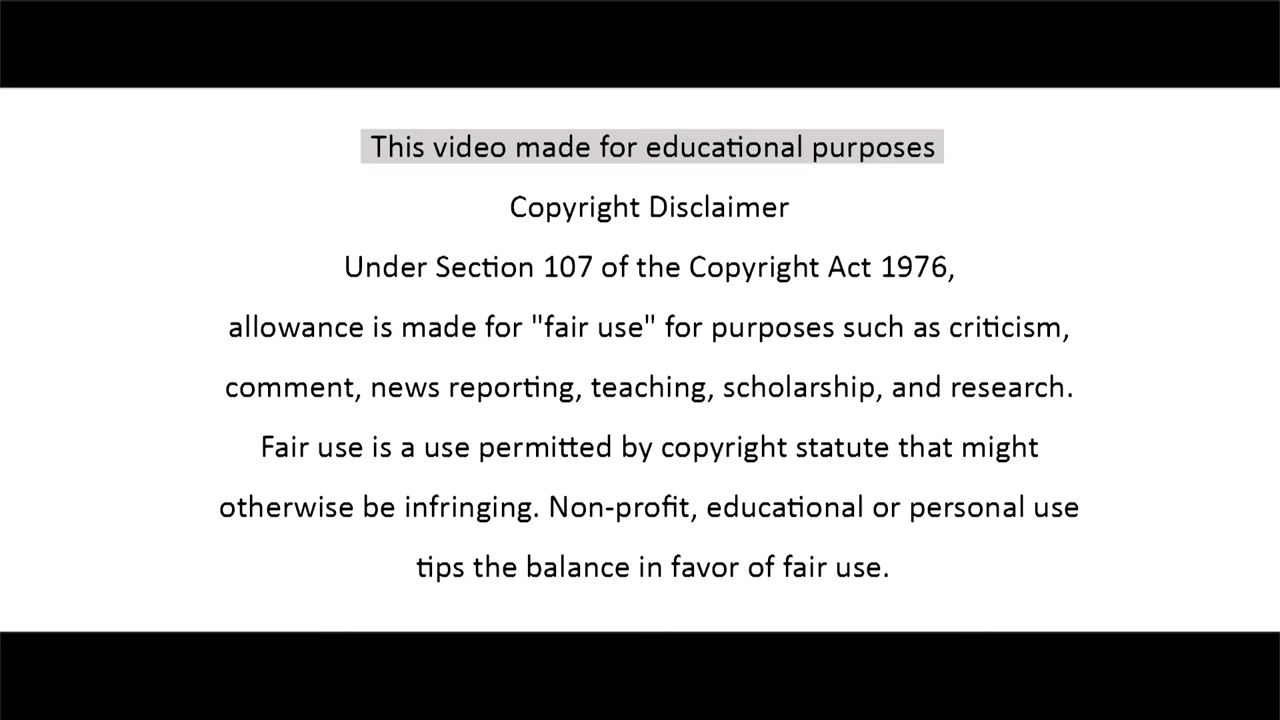 This video made for educational purposes
Copyright Disclaimer
Under Section 107 of the Copyright Act 1976,
allowance is made for "fair use" for purposes such as criticism,
comment, news reporting, teaching, scholarship, and research.
Fair use is a use permitted by copyright statute that might
otherwise be infringing. Non-profit, educational or personal use
tips the balance in favor of fair use.